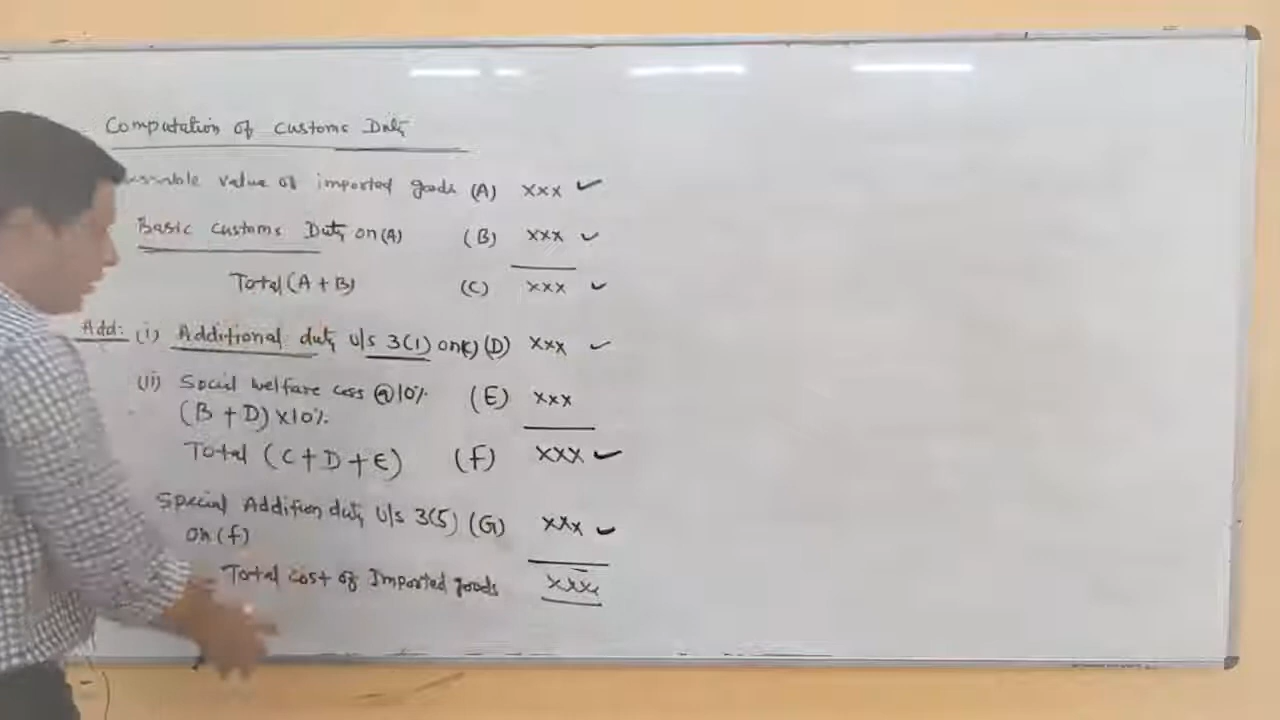 Computation of Customs Duty
value of imported goods (A) xxx ✓
Basic Customs Duty on (A) (B) xxx ✓
Total (A + B) (C) xxx ✓
Add: (i) Additional duty u/s 3(1) on(c) (D) xxx ✓
(ii) Social welfare cess @10% (E) xxx
(B + D) x10%
Total (C + D + E) (F) xxx ✓
Special Addition duty u/s 3(5) (G) xxx ✓
on (f)
Total cost of Imported goods xxx